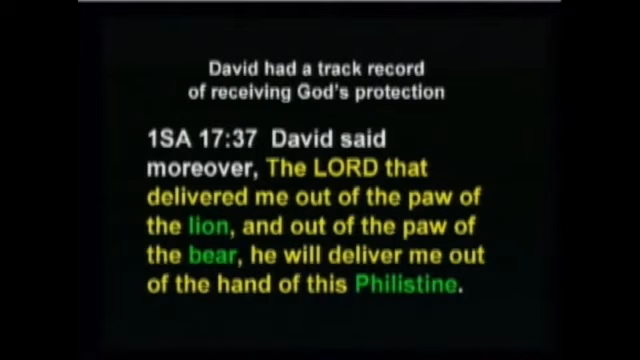 David had a track record
of receiving God's protection
1SA 17:37 David said
moreover, The LORD that
delivered me out of the paw of
the lion, and out of the paw of
the bear, he will deliver me out
of the hand of this Philistine.